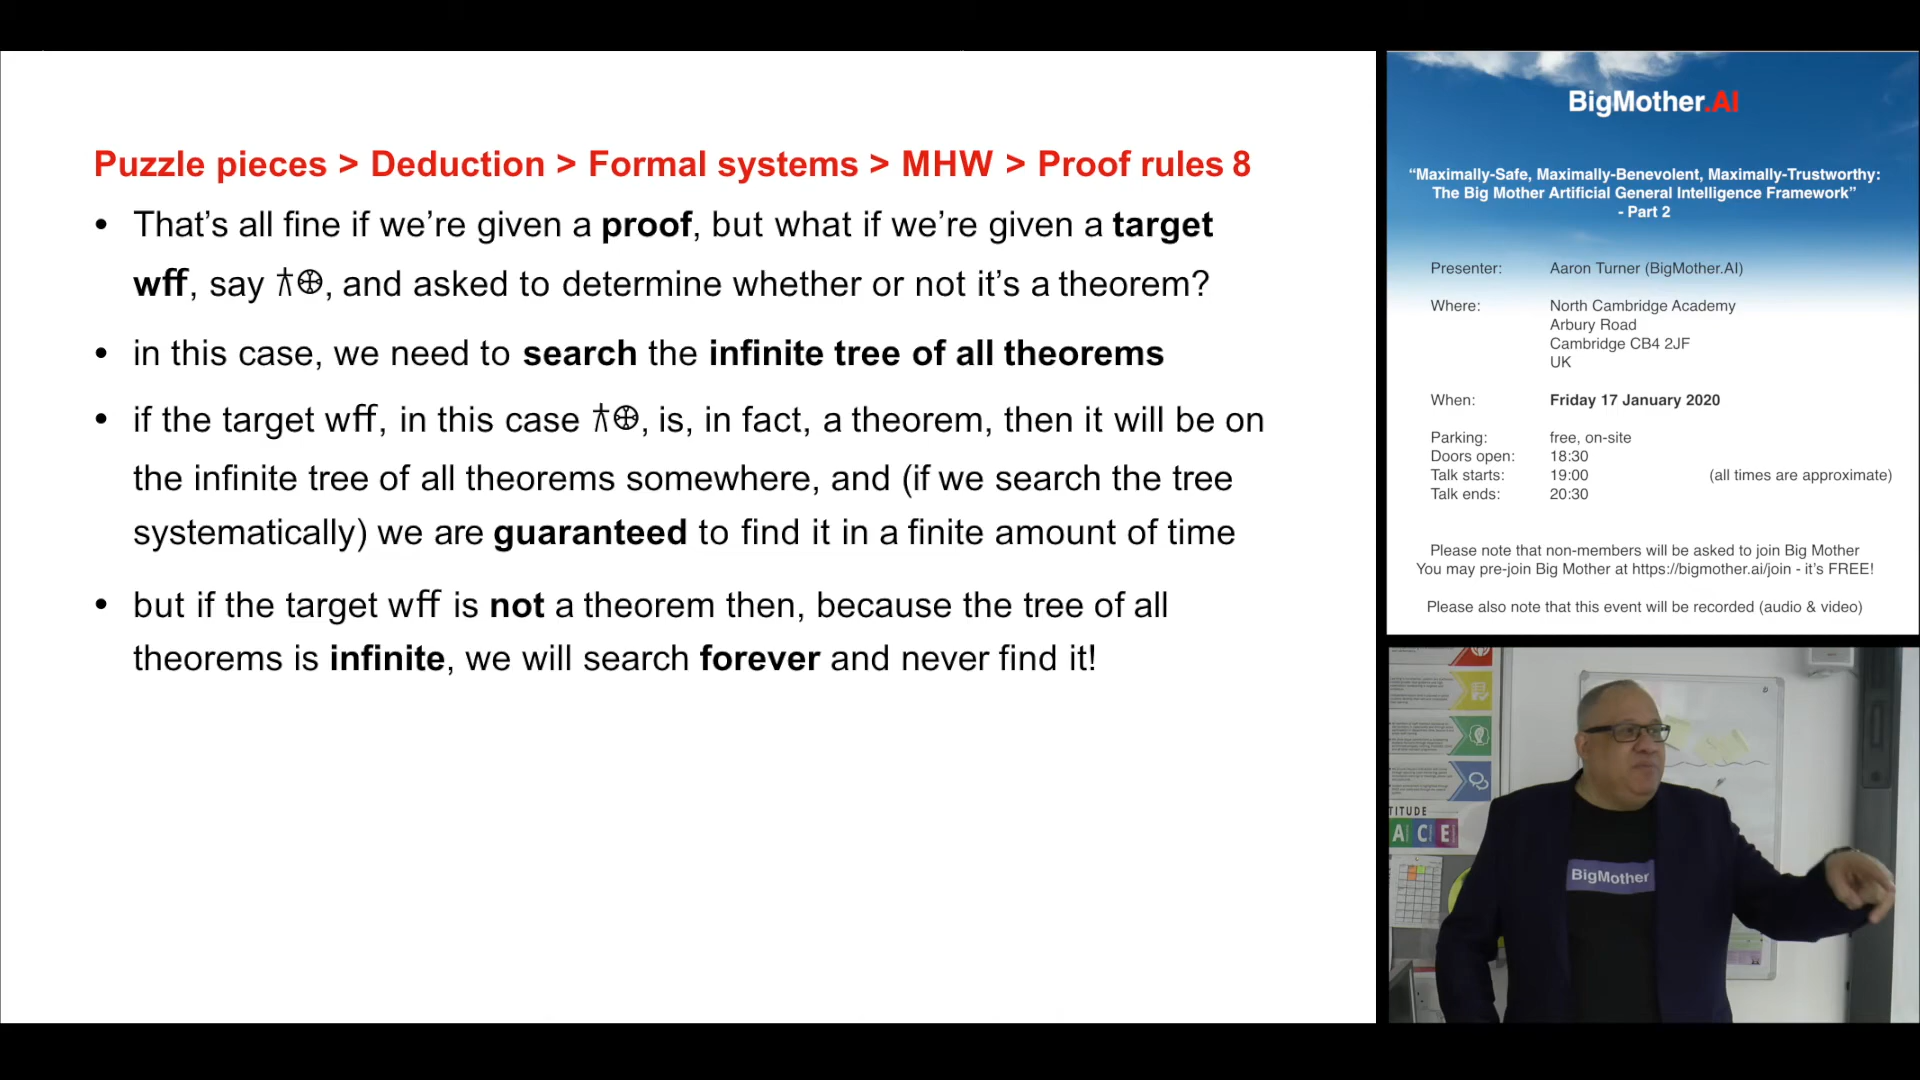 Puzzle pieces > Deduction > Formal systems > MHW > Proof rules 8
• That’s all fine if we’re given a proof, but what if we’re given a target
wff, say , and asked to determine whether or not it’s a theorem?
• in this case, we need to search the infinite tree of all theorems
• if the target wff, in this case , is, in fact, a theorem, then it will be on
the infinite tree of all theorems somewhere, and (if we search the tree
systematically) we are guaranteed to find it in a finite amount of time
• but if the target wff is not a theorem then, because the tree of all
theorems is infinite, we will search forever and never find it!
BigMother.AI
“Maximally-Safe, Maximally-Benevolent, Maximally-Trustworthy:
The Big Mother Artificial General Intelligence Framework”
- Part 2
Presenter: Aaron Turner (BigMother.AI)
Where: North Cambridge Academy
Arbury Road
Cambridge CB4 2JF
UK
When: Friday 17 January 2020
Parking: free, on-site
Doors open: 18:30
Talk starts: 19:00 (all times are approximate)
Talk ends: 20:30
Please note that non-members will be asked to join Big Mother
You may pre-join Big Mother at https://bigmother.ai/join - it’s FREE!
Please also note that this event will be recorded (audio & video)
TITUDE
ACE
BigMother